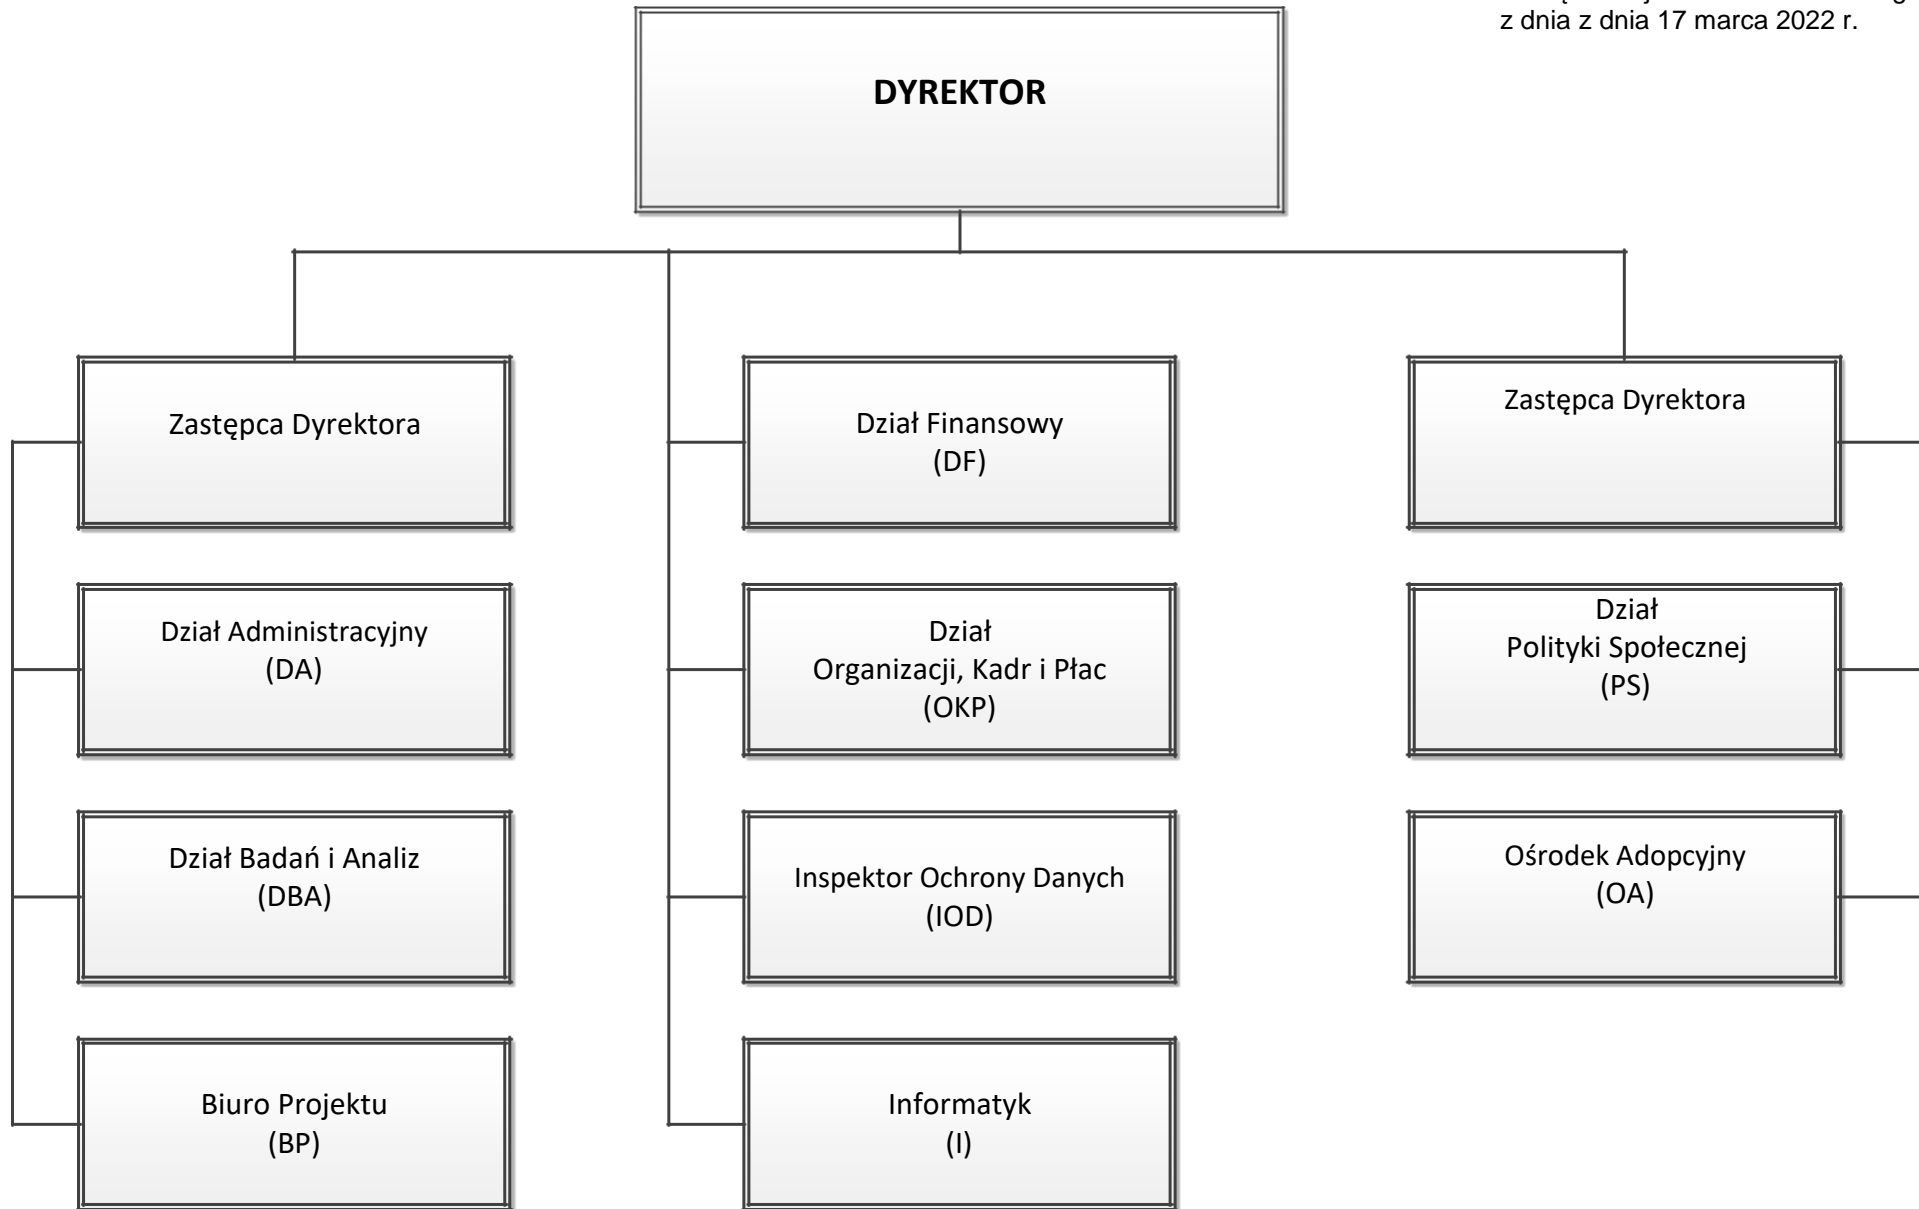 z dnia z dnia 17 marca 2022 r.
DYREKTOR
Zastępca Dyrektora
Dział Administracyjny
(DA)
Dział Badań i Analiz
(DBA)
Biuro Projektu
(BP)
Dział Finansowy
(DF)
Dział
Organizacji, Kadr i Płac
(OKP)
Inspektor Ochrony Danych
(IOD)
Informatyk
(I)
Zastępca Dyrektora
Dział
Polityki Społecznej
(PS)
Ośrodek Adopcyjny
(OA)